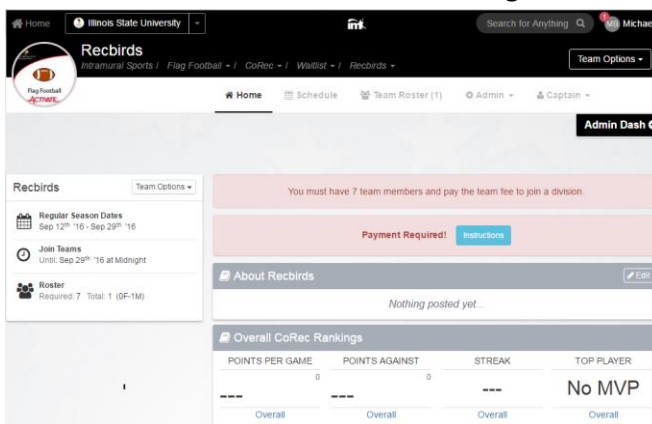 Home
Illinois State University
imL
Search for Anything
MB
Michae
Recbirds
Intramural Sports / Flag Football / CoRec / Waitlist / Recbirds
Team Options
Flag Football
Home
Schedule
Team Roster (1)
Admin
Captain
Admin Dash
Recbirds
Team Options
You must have 7 team members and pay the team fee to join a division.
Regular Season Dates
Sep 12th '16 - Sep 29th '16
Payment Required!
Instructions
Join Teams
Until: Sep 29th '16 at Midnight
Roster
Required: 7 Total: 1 (0F-1M)
About Recbirds
Edit
Nothing posted yet...
Overall CoRec Rankings
POINTS PER GAME
POINTS AGAINST
STREAK
TOP PLAYER
0
0
---
---
---
No MVP
Overall
Overall
Overall
Overall